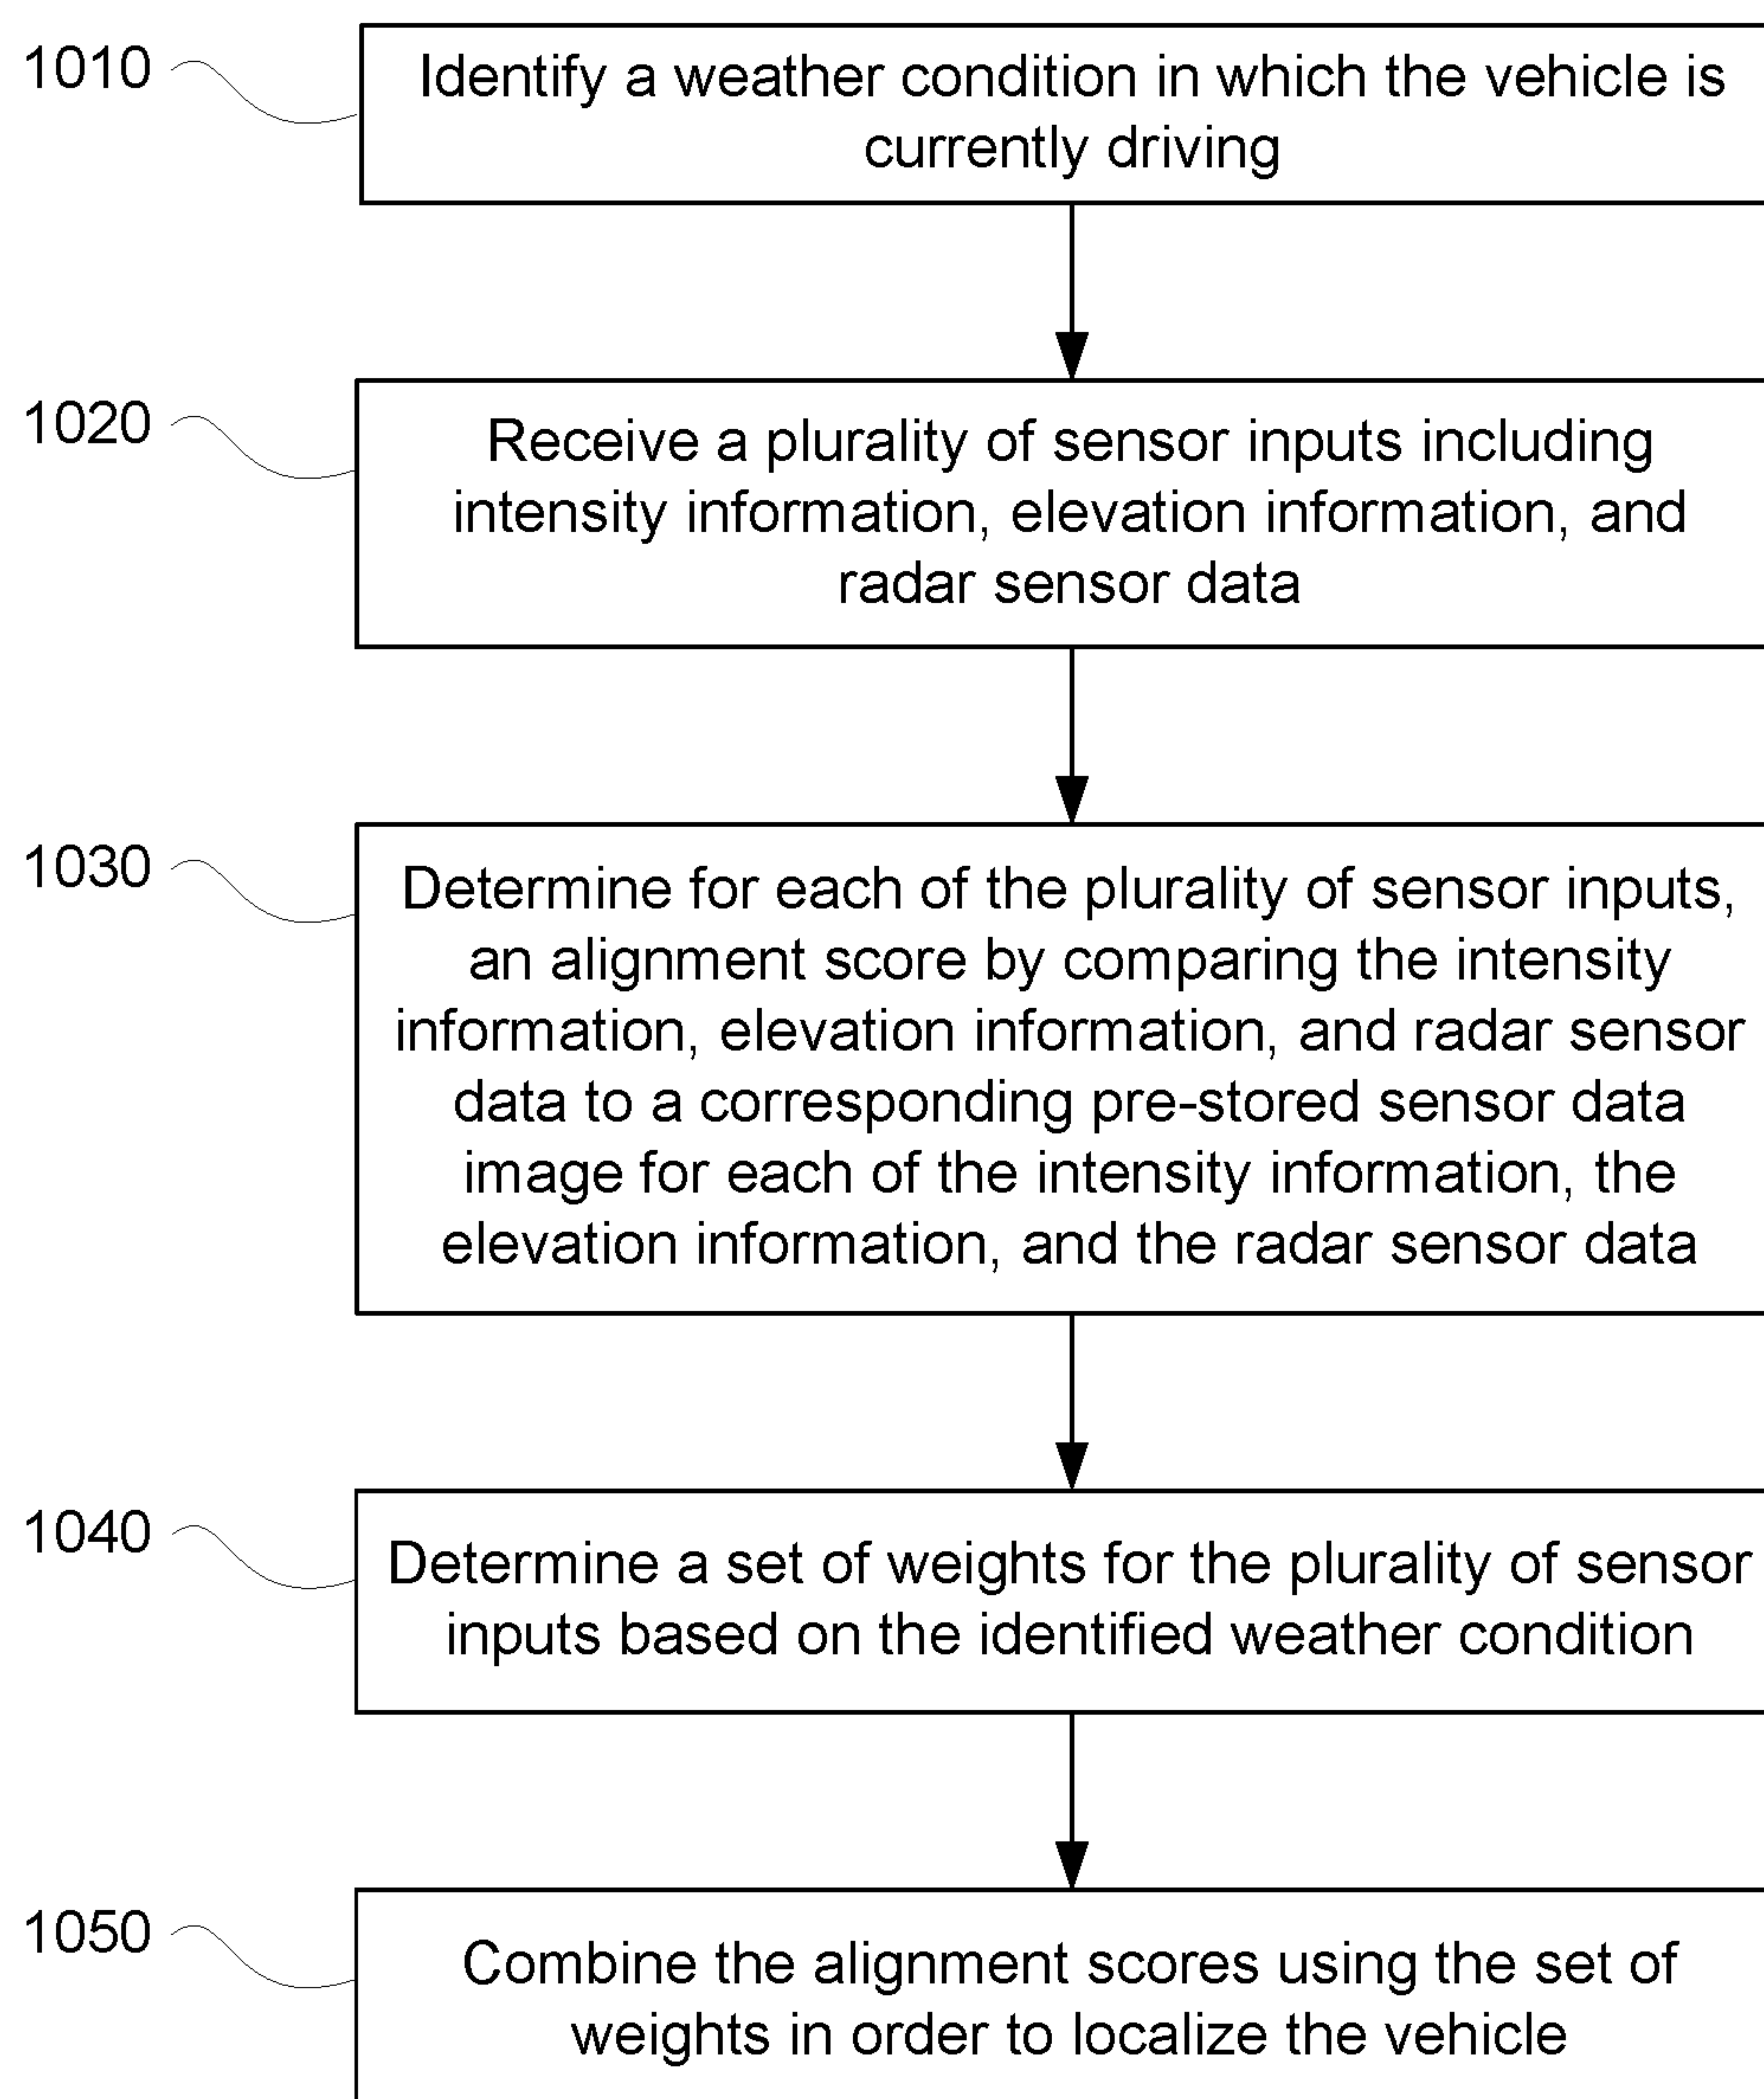 1010
Identify a weather condition in which the vehicle is
currently driving
1020
Receive a plurality of sensor inputs including
intensity information, elevation information, and
radar sensor data
1030
Determine for each of the plurality of sensor inputs,
an alignment score by comparing the intensity
information, elevation information, and radar sensor
data to a corresponding pre-stored sensor data
image for each of the intensity information, the
elevation information, and the radar sensor data
1040
Determine a set of weights for the plurality of sensor
inputs based on the identified weather condition
1050
Combine the alignment scores using the set of
weights in order to localize the vehicle